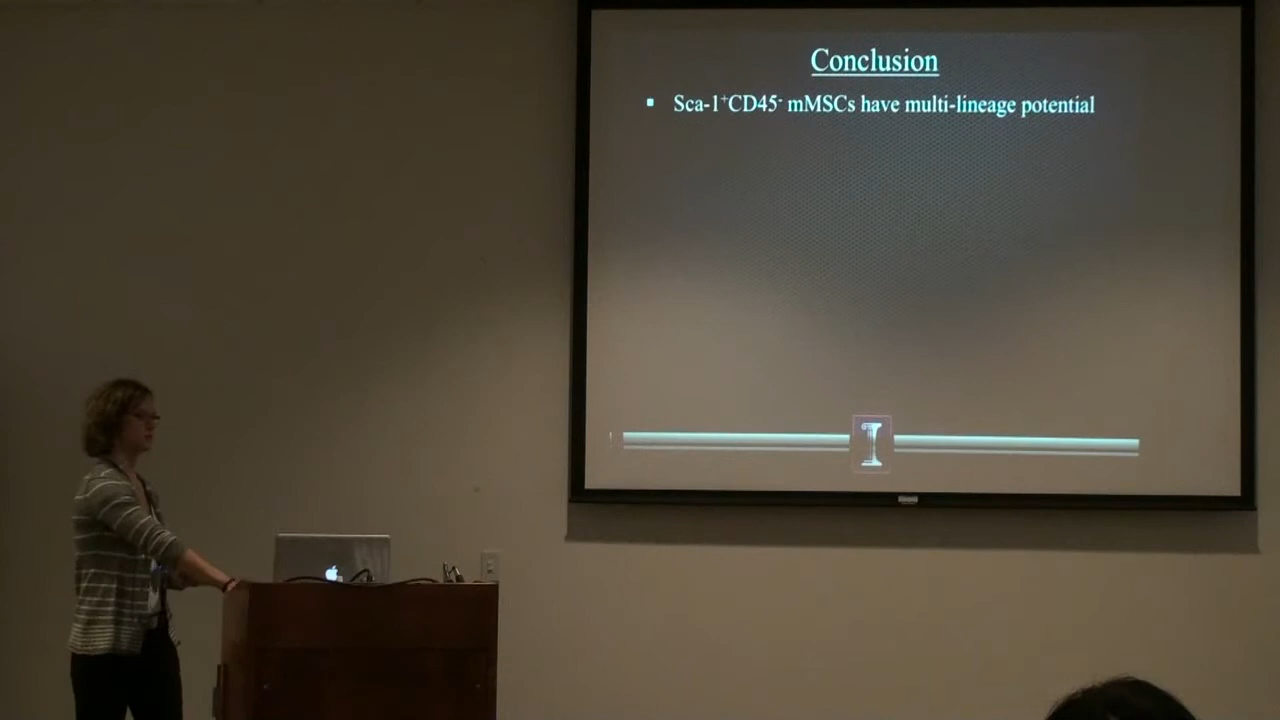 Conclusion
▪ Sca-1⁺CD45⁻ mMSCs have multi-lineage potential
I